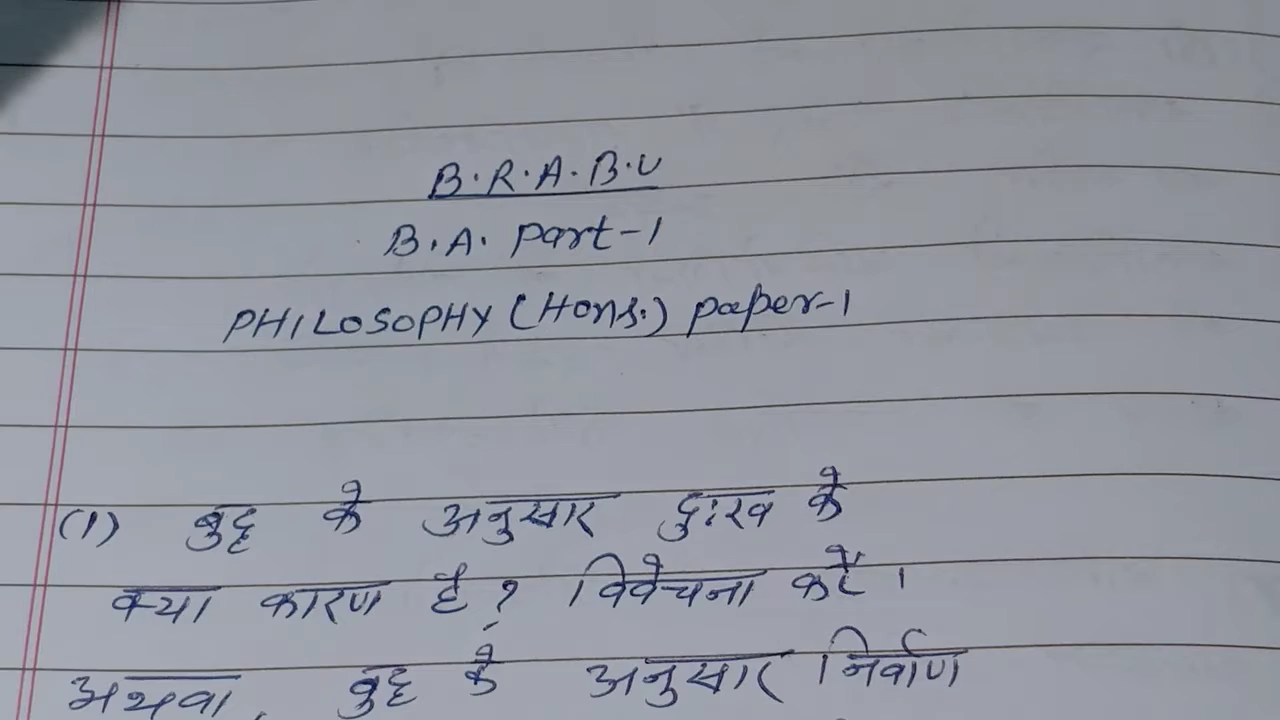 B.R.A.B.U
B.A. Part-1
PHILOSOPHY (Hons.) paper-1
(1) बुद्ध के अनुसार दुःख के
क्या कारण है? विवेचना करें।
अथवा, बुद्ध के अनुसार निर्वाण